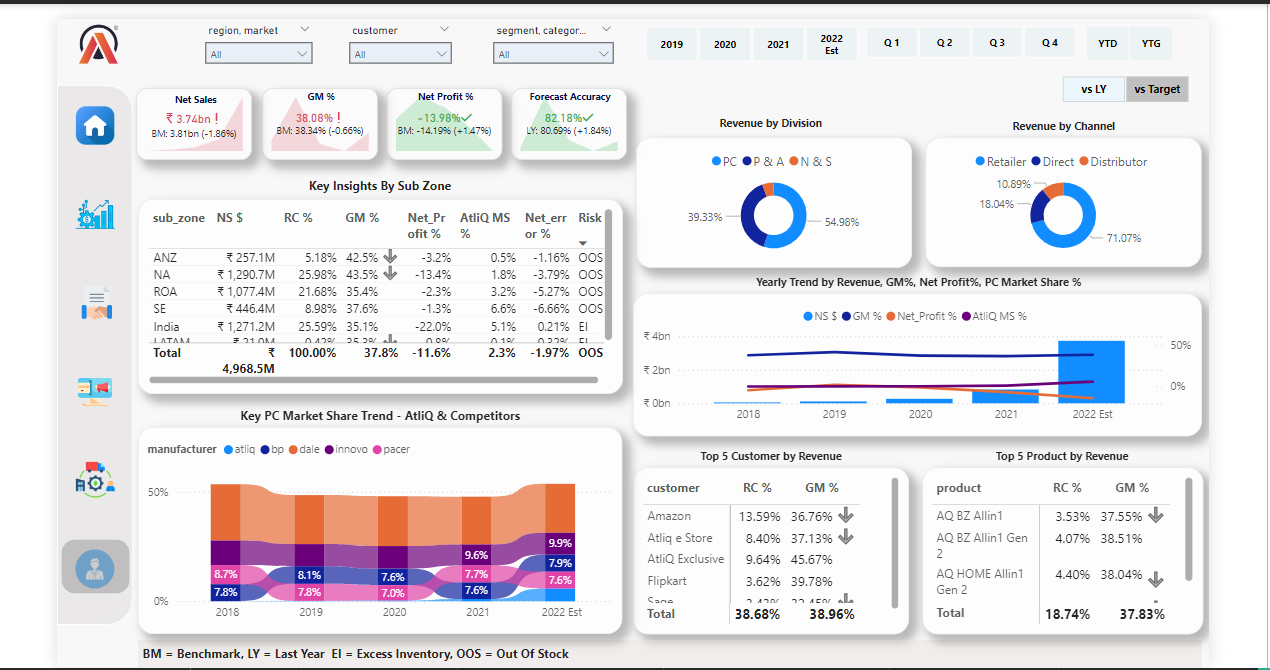 region, market
customer
segment, categor...
All
All
All
2019
2020
2021
2022
Est
Q 1
Q 2
Q 3
Q 4
YTD
YTG
vs LY
vs Target
Net Sales
₹ 3.74bn !
BM: 3.81bn (-1.86%)
GM %
38.08% !
BM: 38.34% (-0.66%)
Net Profit %
-13.98%✓
BM: -14.19% (+1.47%)
Forecast Accuracy
82.18%✓
LY: 80.69% (+1.84%)
Revenue by Division
PC P & A N & S
39.33%
54.98%
Revenue by Channel
Retailer Direct Distributor
10.89%
18.04%
71.07%
Key Insights By Sub Zone
sub_zone NS $ RC % GM % Net_Pr AtliQ MS Net_err Risk
ofit % % or %
ANZ ₹ 257.1M 5.18% 42.5% -3.2% 0.5% -1.16% OOS
NA ₹ 1,290.7M 25.98% 43.5% -13.4% 1.8% -3.79% OOS
ROA ₹ 1,077.4M 21.68% 35.4% -2.3% 3.2% -5.27% OOS
SE ₹ 446.4M 8.98% 37.6% -1.3% 6.6% -6.66% OOS
India ₹ 1,271.2M 25.59% 35.1% -22.0% 5.1% 0.21% EI
Total ₹ 100.00% 37.8% -11.6% 2.3% -1.97% OOS
4,968.5M
Yearly Trend by Revenue, GM%, Net Profit%, PC Market Share %
NS $ GM % Net_Profit % AtliQ MS %
₹ 4bn
₹ 2bn
₹ 0bn
50%
0%
2018 2019 2020 2021 2022 Est
Key PC Market Share Trend - AtliQ & Competitors
manufacturer atliq bp dale innovo pacer
50%
0%
8.7%
7.8%
8.1%
7.8%
7.6%
7.0%
9.6%
7.7%
7.6%
9.9%
7.9%
7.6%
2018 2019 2020 2021 2022 Est
Top 5 Customer by Revenue
customer RC % GM %
Amazon 13.59% 36.76%
Atliq e Store 8.40% 37.13%
AtliQ Exclusive 9.64% 45.67%
Flipkart 3.62% 39.78%
Total 38.68% 38.96%
Top 5 Product by Revenue
product RC % GM %
AQ BZ Allin1 3.53% 37.55%
AQ BZ Allin1 Gen 4.07% 38.51%
2
AQ HOME Allin1 4.40% 38.04%
Gen 2
Total 18.74% 37.83%
BM = Benchmark, LY = Last Year EI = Excess Inventory, OOS = Out Of Stock